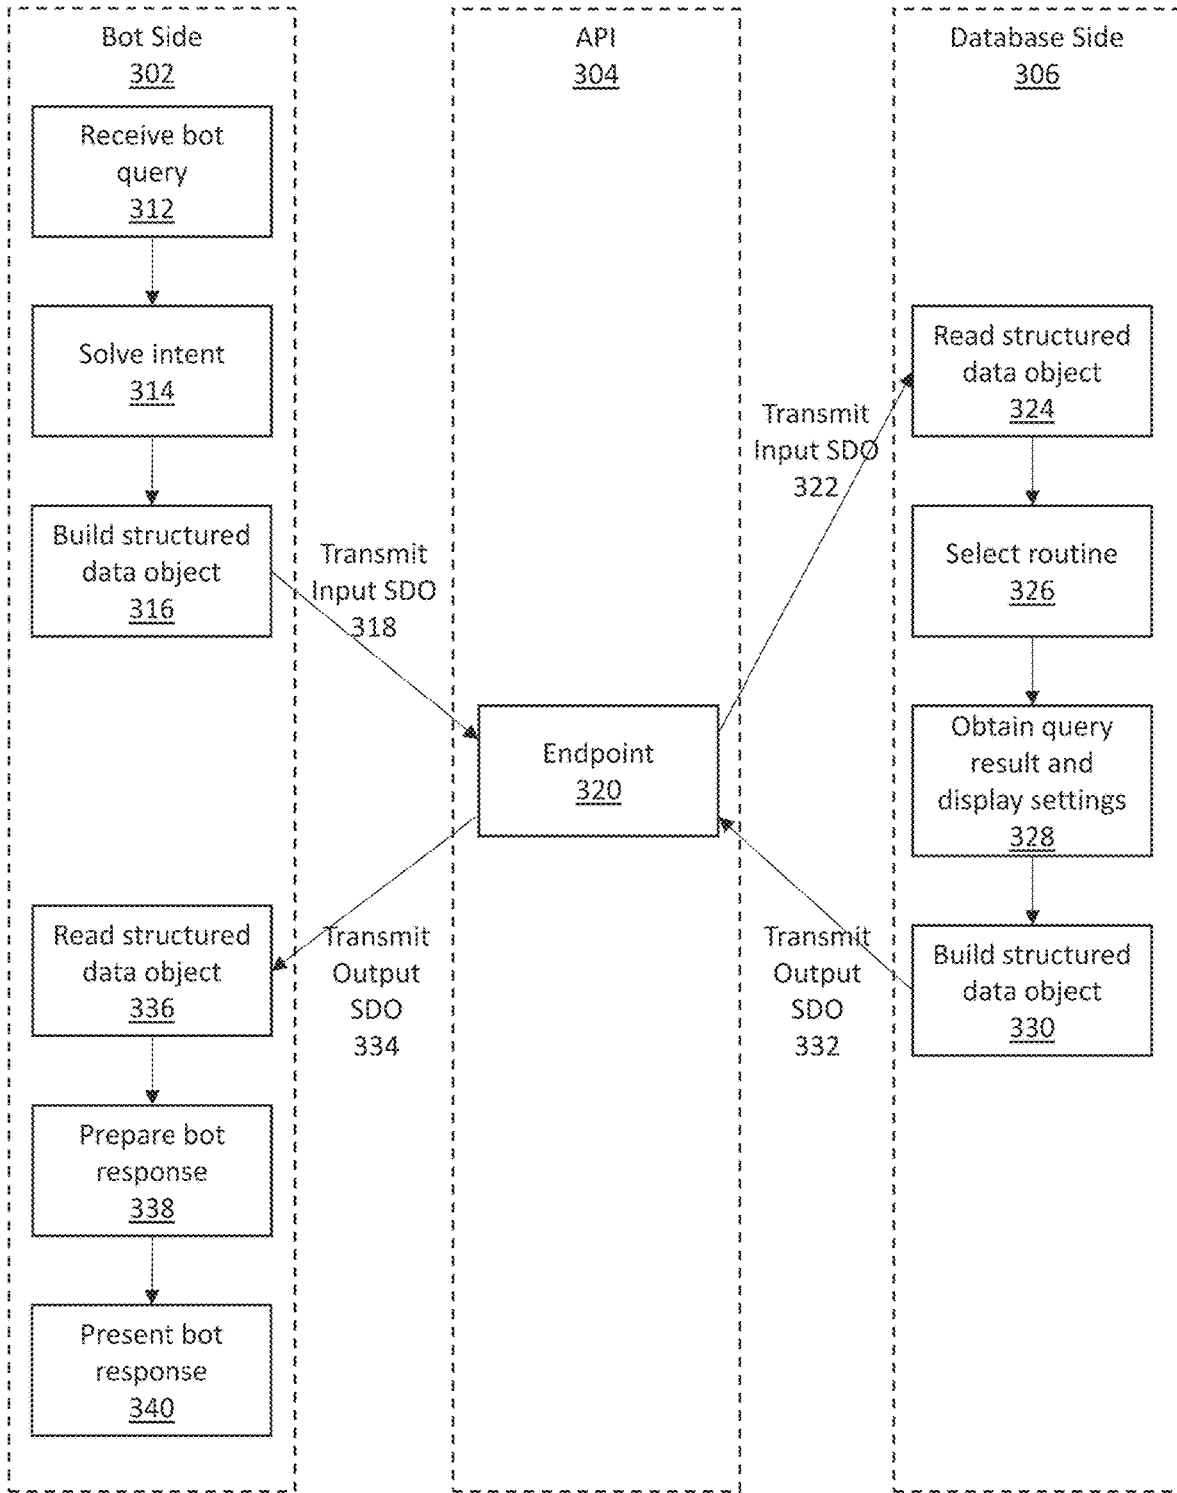 Bot Side
302
Receive bot
query
312
Solve intent
314
Build structured
data object
316
Transmit
Input SDO
318
API
304
Endpoint
320
Transmit
Input SDO
322
Database Side
306
Read structured
data object
324
Select routine
326
Obtain query
result and
display settings
328
Build structured
data object
330
Transmit
Output
SDO
332
Transmit
Output
SDO
334
Read structured
data object
336
Prepare bot
response
338
Present bot
response
340